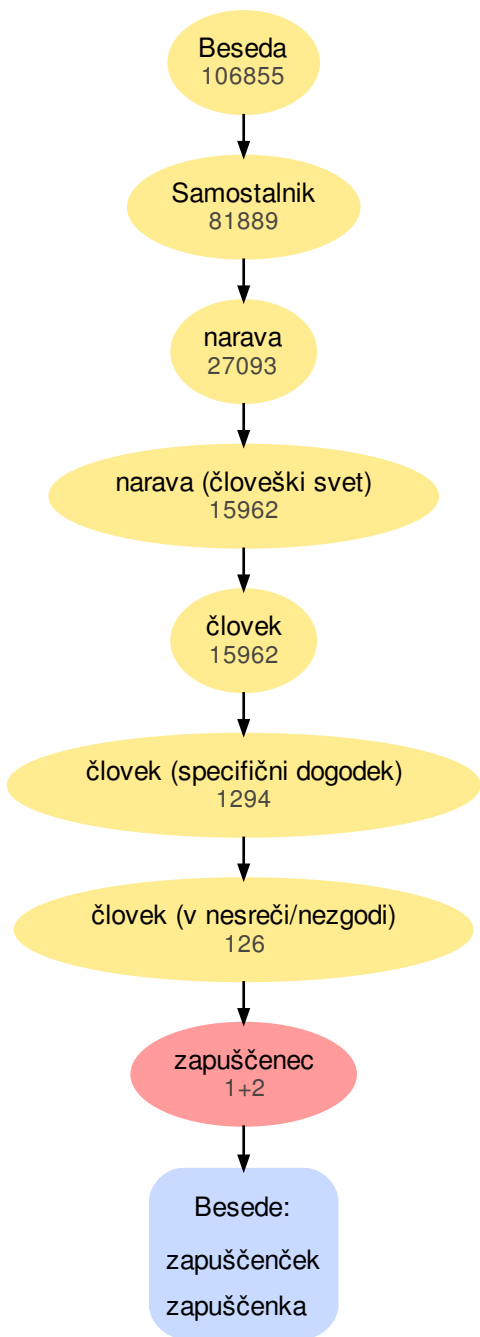 Beseda
106855
Samostalnik
81889
narava
27093
narava (človeški svet)
15962
človek
15962
človek (specifični dogodek)
1294
človek (v nesreči/nezgodi)
126
zapuščenec
1+2
Besede:
zapuščenček
zapuščenka